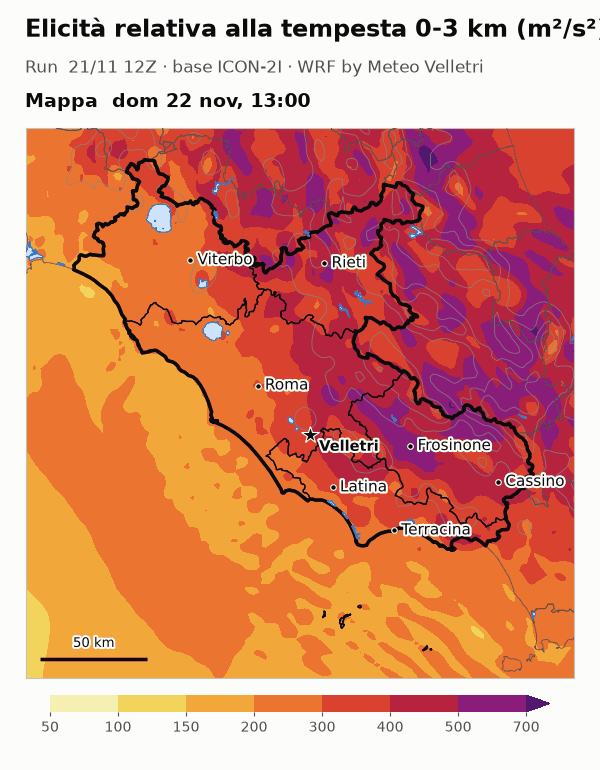 Elicità relativa alla tempesta 0-3 km (m²/s²)
Run 21/11 12Z · base ICON-2I · WRF by Meteo Velletri
Mappa dom 22 nov, 13:00
Viterbo
Rieti
Roma
Velletri
Frosinone
Latina
Cassino
Terracina
50 km
50 100 150 200 300 400 500 700